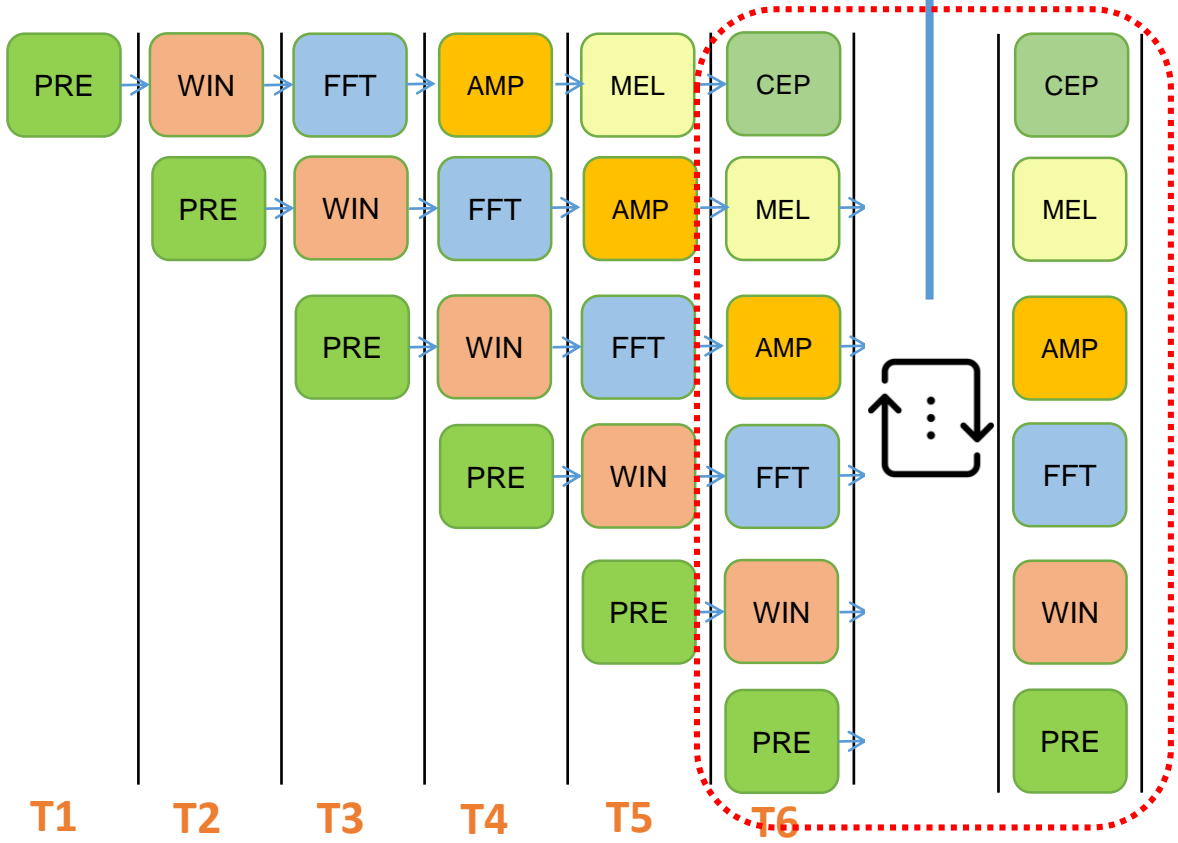 PRE WIN FFT AMP MEL CEP CEP
PRE WIN FFT AMP MEL MEL
PRE WIN FFT AMP AMP
PRE WIN FFT FFT
PRE WIN WIN
PRE PRE
T1 T2 T3 T4 T5 T6